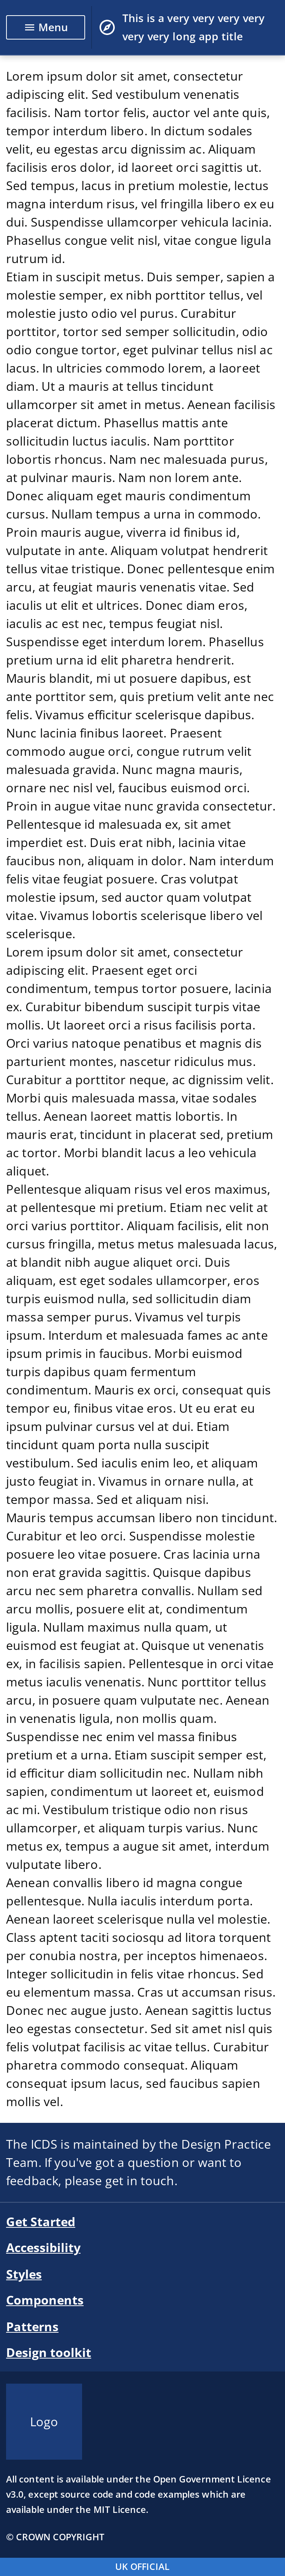 Menu
This is a very very very very
very very long app title
Lorem ipsum dolor sit amet, consectetur
adipiscing elit. Sed vestibulum venenatis
facilisis. Nam tortor felis, auctor vel ante quis,
tempor interdum libero. In dictum sodales
velit, eu egestas arcu dignissim ac. Aliquam
facilisis eros dolor, id laoreet orci sagittis ut.
Sed tempus, lacus in pretium molestie, lectus
magna interdum risus, vel fringilla libero ex eu
dui. Suspendisse ullamcorper vehicula lacinia.
Phasellus congue velit nisl, vitae congue ligula
rutrum id.
Etiam in suscipit metus. Duis semper, sapien a
molestie semper, ex nibh porttitor tellus, vel
molestie justo odio vel purus. Curabitur
porttitor, tortor sed semper sollicitudin, odio
odio congue tortor, eget pulvinar tellus nisl ac
lacus. In ultricies commodo lorem, a laoreet
diam. Ut a mauris at tellus tincidunt
ullamcorper sit amet in metus. Aenean facilisis
placerat dictum. Phasellus mattis ante
sollicitudin luctus iaculis. Nam porttitor
lobortis rhoncus. Nam nec malesuada purus,
at pulvinar mauris. Nam non lorem ante.
Donec aliquam eget mauris condimentum
cursus. Nullam tempus a urna in commodo.
Proin mauris augue, viverra id finibus id,
vulputate in ante. Aliquam volutpat hendrerit
tellus vitae tristique. Donec pellentesque enim
arcu, at feugiat mauris venenatis vitae. Sed
iaculis ut elit et ultrices. Donec diam eros,
iaculis ac est nec, tempus feugiat nisl.
Suspendisse eget interdum lorem. Phasellus
pretium urna id elit pharetra hendrerit.
Mauris blandit, mi ut posuere dapibus, est
ante porttitor sem, quis pretium velit ante nec
felis. Vivamus efficitur scelerisque dapibus.
Nunc lacinia finibus laoreet. Praesent
commodo augue orci, congue rutrum velit
malesuada gravida. Nunc magna mauris,
ornare nec nisl vel, faucibus euismod orci.
Proin in augue vitae nunc gravida consectetur.
Pellentesque id malesuada ex, sit amet
imperdiet est. Duis erat nibh, lacinia vitae
faucibus non, aliquam in dolor. Nam interdum
felis vitae feugiat posuere. Cras volutpat
molestie ipsum, sed auctor quam volutpat
vitae. Vivamus lobortis scelerisque libero vel
scelerisque.
Lorem ipsum dolor sit amet, consectetur
adipiscing elit. Praesent eget orci
condimentum, tempus tortor posuere, lacinia
ex. Curabitur bibendum suscipit turpis vitae
mollis. Ut laoreet orci a risus facilisis porta.
Orci varius natoque penatibus et magnis dis
parturient montes, nascetur ridiculus mus.
Curabitur a porttitor neque, ac dignissim velit.
Morbi quis malesuada massa, vitae sodales
tellus. Aenean laoreet mattis lobortis. In
mauris erat, tincidunt in placerat sed, pretium
ac tortor. Morbi blandit lacus a leo vehicula
aliquet.
Pellentesque aliquam risus vel eros maximus,
at pellentesque mi pretium. Etiam nec velit at
orci varius porttitor. Aliquam facilisis, elit non
cursus fringilla, metus metus malesuada lacus,
at blandit nibh augue aliquet orci. Duis
aliquam, est eget sodales ullamcorper, eros
turpis euismod nulla, sed sollicitudin diam
massa semper purus. Vivamus vel turpis
ipsum. Interdum et malesuada fames ac ante
ipsum primis in faucibus. Morbi euismod
turpis dapibus quam fermentum
condimentum. Mauris ex orci, consequat quis
tempor eu, finibus vitae eros. Ut eu erat eu
ipsum pulvinar cursus vel at dui. Etiam
tincidunt quam porta nulla suscipit
vestibulum. Sed iaculis enim leo, et aliquam
justo feugiat in. Vivamus in ornare nulla, at
tempor massa. Sed et aliquam nisi.
Mauris tempus accumsan libero non tincidunt.
Curabitur et leo orci. Suspendisse molestie
posuere leo vitae posuere. Cras lacinia urna
non erat gravida sagittis. Quisque dapibus
arcu nec sem pharetra convallis. Nullam sed
arcu mollis, posuere elit at, condimentum
ligula. Nullam maximus nulla quam, ut
euismod est feugiat at. Quisque ut venenatis
ex, in facilisis sapien. Pellentesque in orci vitae
metus iaculis venenatis. Nunc porttitor tellus
arcu, in posuere quam vulputate nec. Aenean
in venenatis ligula, non mollis quam.
Suspendisse nec enim vel massa finibus
pretium et a urna. Etiam suscipit semper est,
id efficitur diam sollicitudin nec. Nullam nibh
sapien, condimentum ut laoreet et, euismod
ac mi. Vestibulum tristique odio non risus
ullamcorper, et aliquam turpis varius. Nunc
metus ex, tempus a augue sit amet, interdum
vulputate libero.
Aenean convallis libero id magna congue
pellentesque. Nulla iaculis interdum porta.
Aenean laoreet scelerisque nulla vel molestie.
Class aptent taciti sociosqu ad litora torquent
per conubia nostra, per inceptos himenaeos.
Integer sollicitudin in felis vitae rhoncus. Sed
eu elementum massa. Cras ut accumsan risus.
Donec nec augue justo. Aenean sagittis luctus
leo egestas consectetur. Sed sit amet nisl quis
felis volutpat facilisis ac vitae tellus. Curabitur
pharetra commodo consequat. Aliquam
consequat ipsum lacus, sed faucibus sapien
mollis vel.
The ICDS is maintained by the Design Practice
Team. If you've got a question or want to
feedback, please get in touch.
Get Started
Accessibility
Styles
Components
Patterns
Design toolkit
Logo
All content is available under the Open Government Licence
v3.0, except source code and code examples which are
available under the MIT Licence.
© CROWN COPYRIGHT
UK OFFICIAL